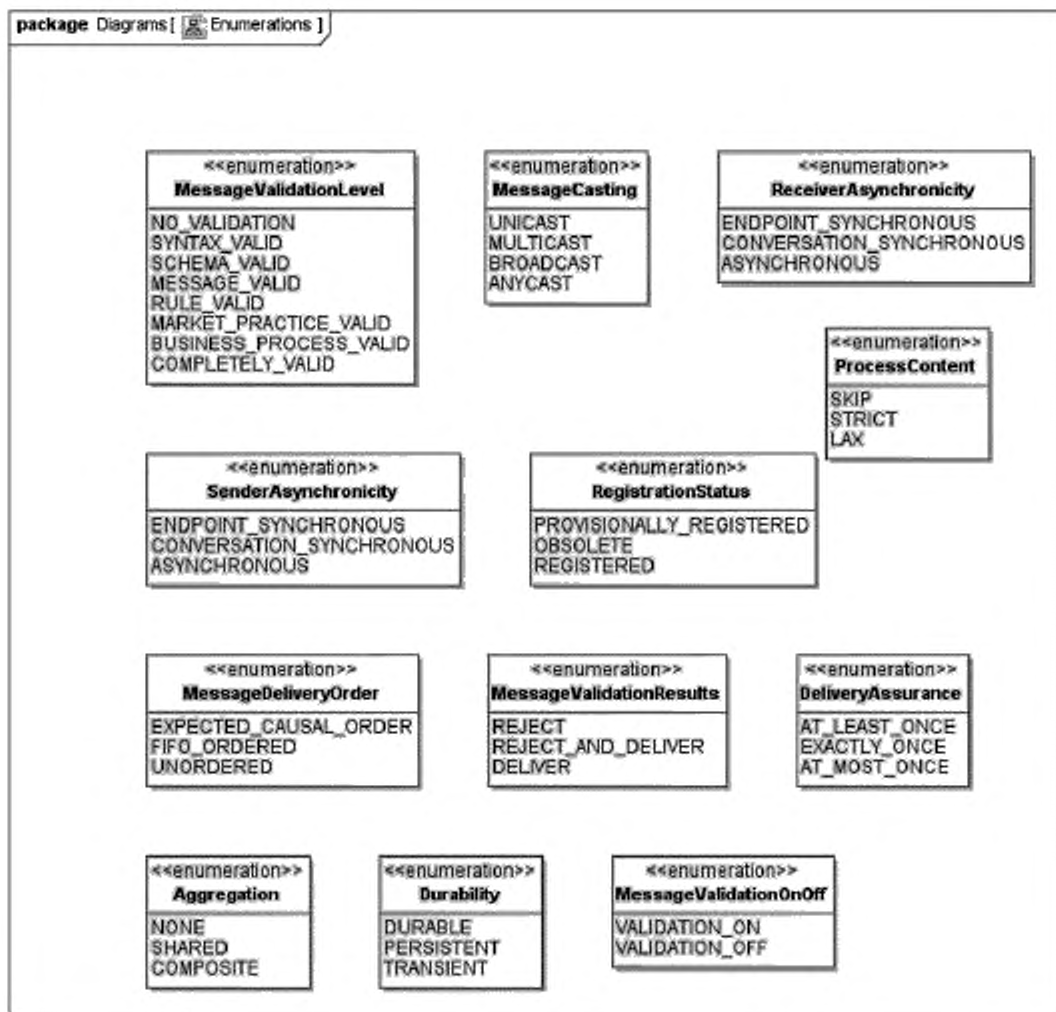 package Diagrams [ Enumerations ]
<<enumeration>>
MessageValidationLevel
NO_VALIDATION
SYNTAX_VALID
SCHEMA_VALID
MESSAGE_VALID
RULE_VALID
MARKET_PRACTICE_VALID
BUSINESS_PROCESS_VALID
COMPLETELY_VALID
<<enumeration>>
MessageCasting
UNICAST
MULTICAST
BROADCAST
ANYCAST
<<enumeration>>
ReceiverAsynchronicity
ENDPOINT_SYNCHRONOUS
CONVERSATION_SYNCHRONOUS
ASYNCHRONOUS
<<enumeration>>
ProcessContent
SKIP
STRICT
LAX
<<enumeration>>
SenderAsynchronicity
ENDPOINT_SYNCHRONOUS
CONVERSATION_SYNCHRONOUS
ASYNCHRONOUS
<<enumeration>>
RegistrationStatus
PROVISIONALLY_REGISTERED
OBSOLETE
REGISTERED
<<enumeration>>
MessageDeliveryOrder
EXPECTED_CAUSAL_ORDER
FIFO_ORDERED
UNORDERED
<<enumeration>>
MessageValidationResults
REJECT
REJECT_AND_DELIVER
DELIVER
<<enumeration>>
DeliveryAssurance
AT_LEAST_ONCE
EXACTLY_ONCE
AT_MOST_ONCE
<<enumeration>>
Aggregation
NONE
SHARED
COMPOSITE
<<enumeration>>
Durability
DURABLE
PERSISTENT
TRANSIENT
<<enumeration>>
MessageValidationOnOff
VALIDATION_ON
VALIDATION_OFF